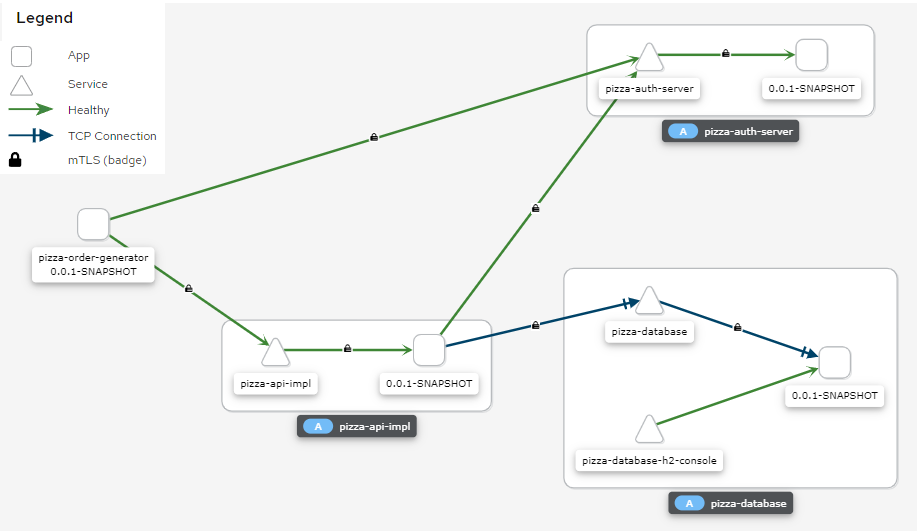 Legend
App
Service
Healthy
TCP Connection
mTLS (badge)
pizza-auth-server
0.0.1-SNAPSHOT
A pizza-auth-server
pizza-order-generator
0.0.1-SNAPSHOT
pizza-api-impl
0.0.1-SNAPSHOT
A pizza-api-impl
pizza-database
0.0.1-SNAPSHOT
pizza-database-h2-console
A pizza-database